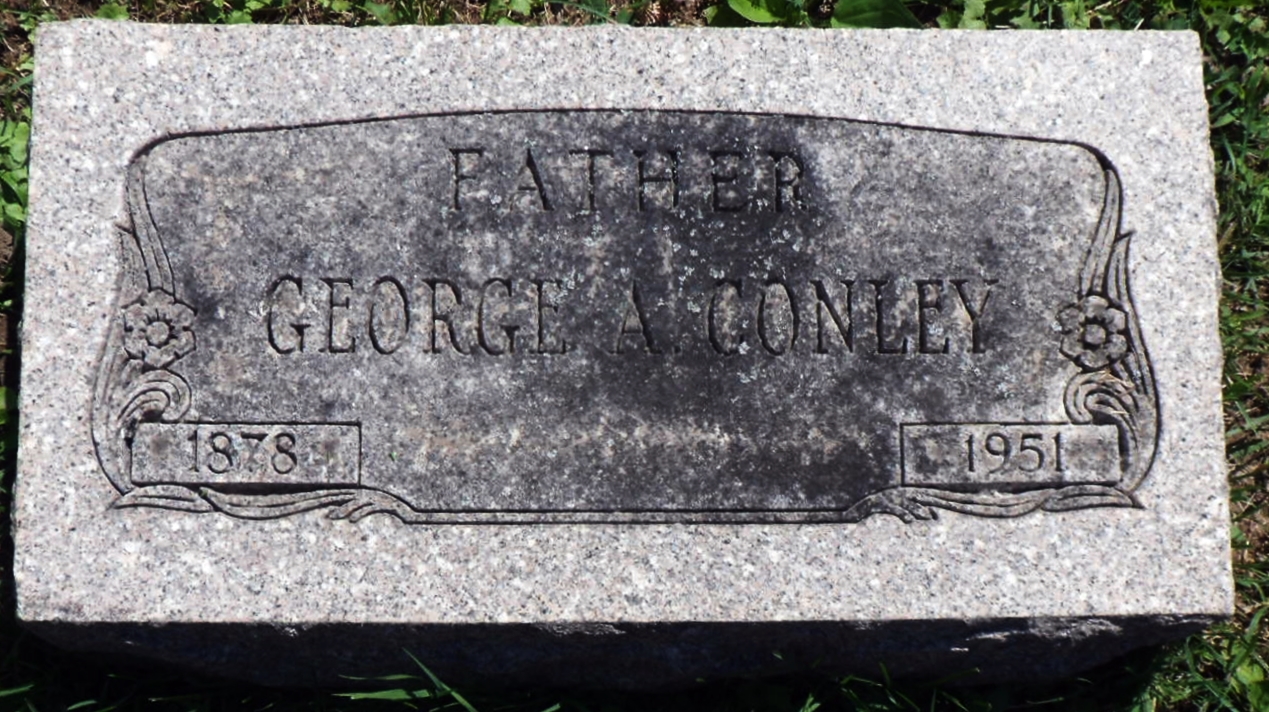 FATHER
GEORGE A. CONLEY
1878 1951